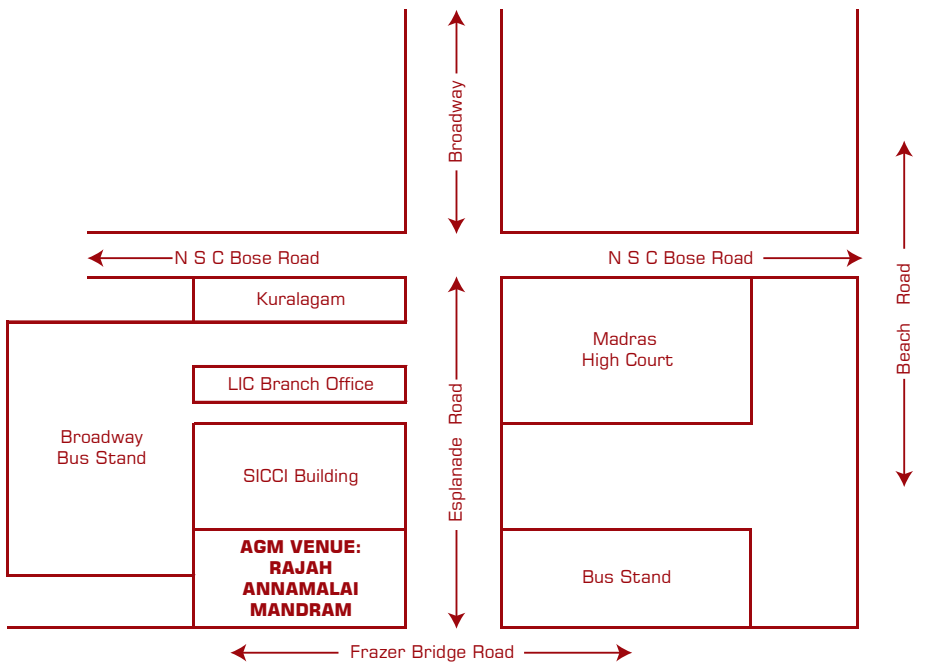 Broadway
N S C Bose Road
N S C Bose Road
Kuralagam
Madras
High Court
Beach Road
LIC Branch Office
Esplanade Road
Broadway
Bus Stand
SICCI Building
AGM VENUE:
RAJAH
ANNAMALAI
MANDRAM
Bus Stand
Frazer Bridge Road